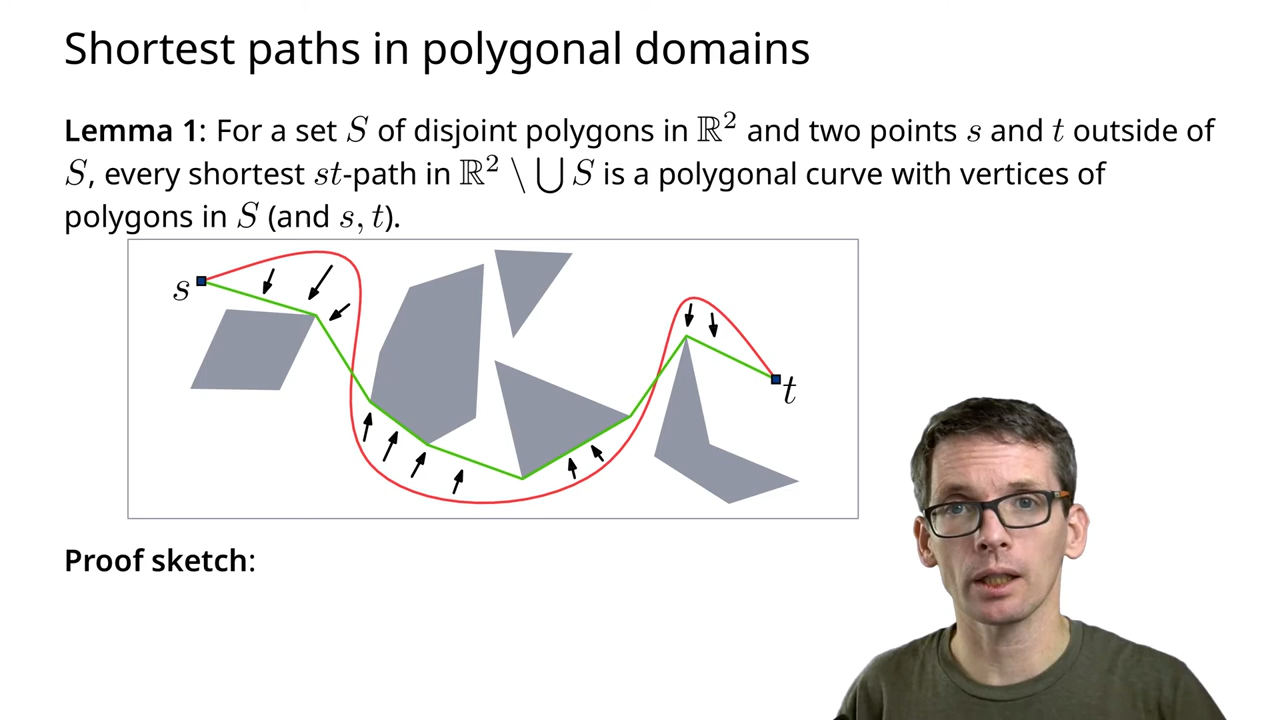 Shortest paths in polygonal domains
Lemma 1: For a set S of disjoint polygons in ℝ² and two points s and t outside of
S, every shortest st-path in ℝ² \ ⋃ S is a polygonal curve with vertices of
polygons in S (and s, t).
s
t
Proof sketch: